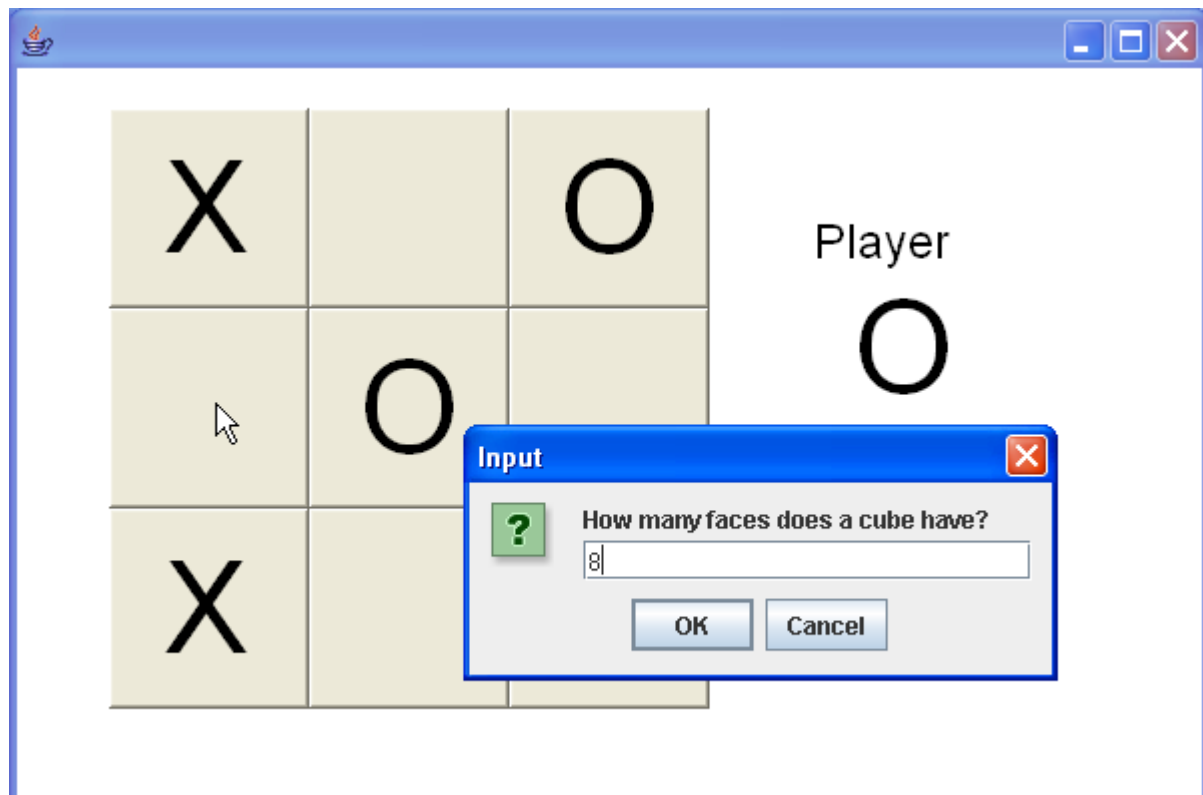 X O
Player
O
O
Input
? How many faces does a cube have?
8
OK Cancel
X